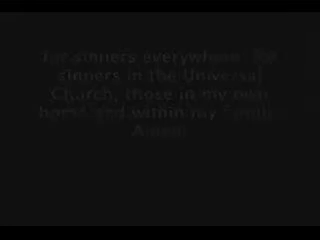 for sinners everywhere, for
sinners in the Universal
Church, those in my own
home and within my family.
Amen